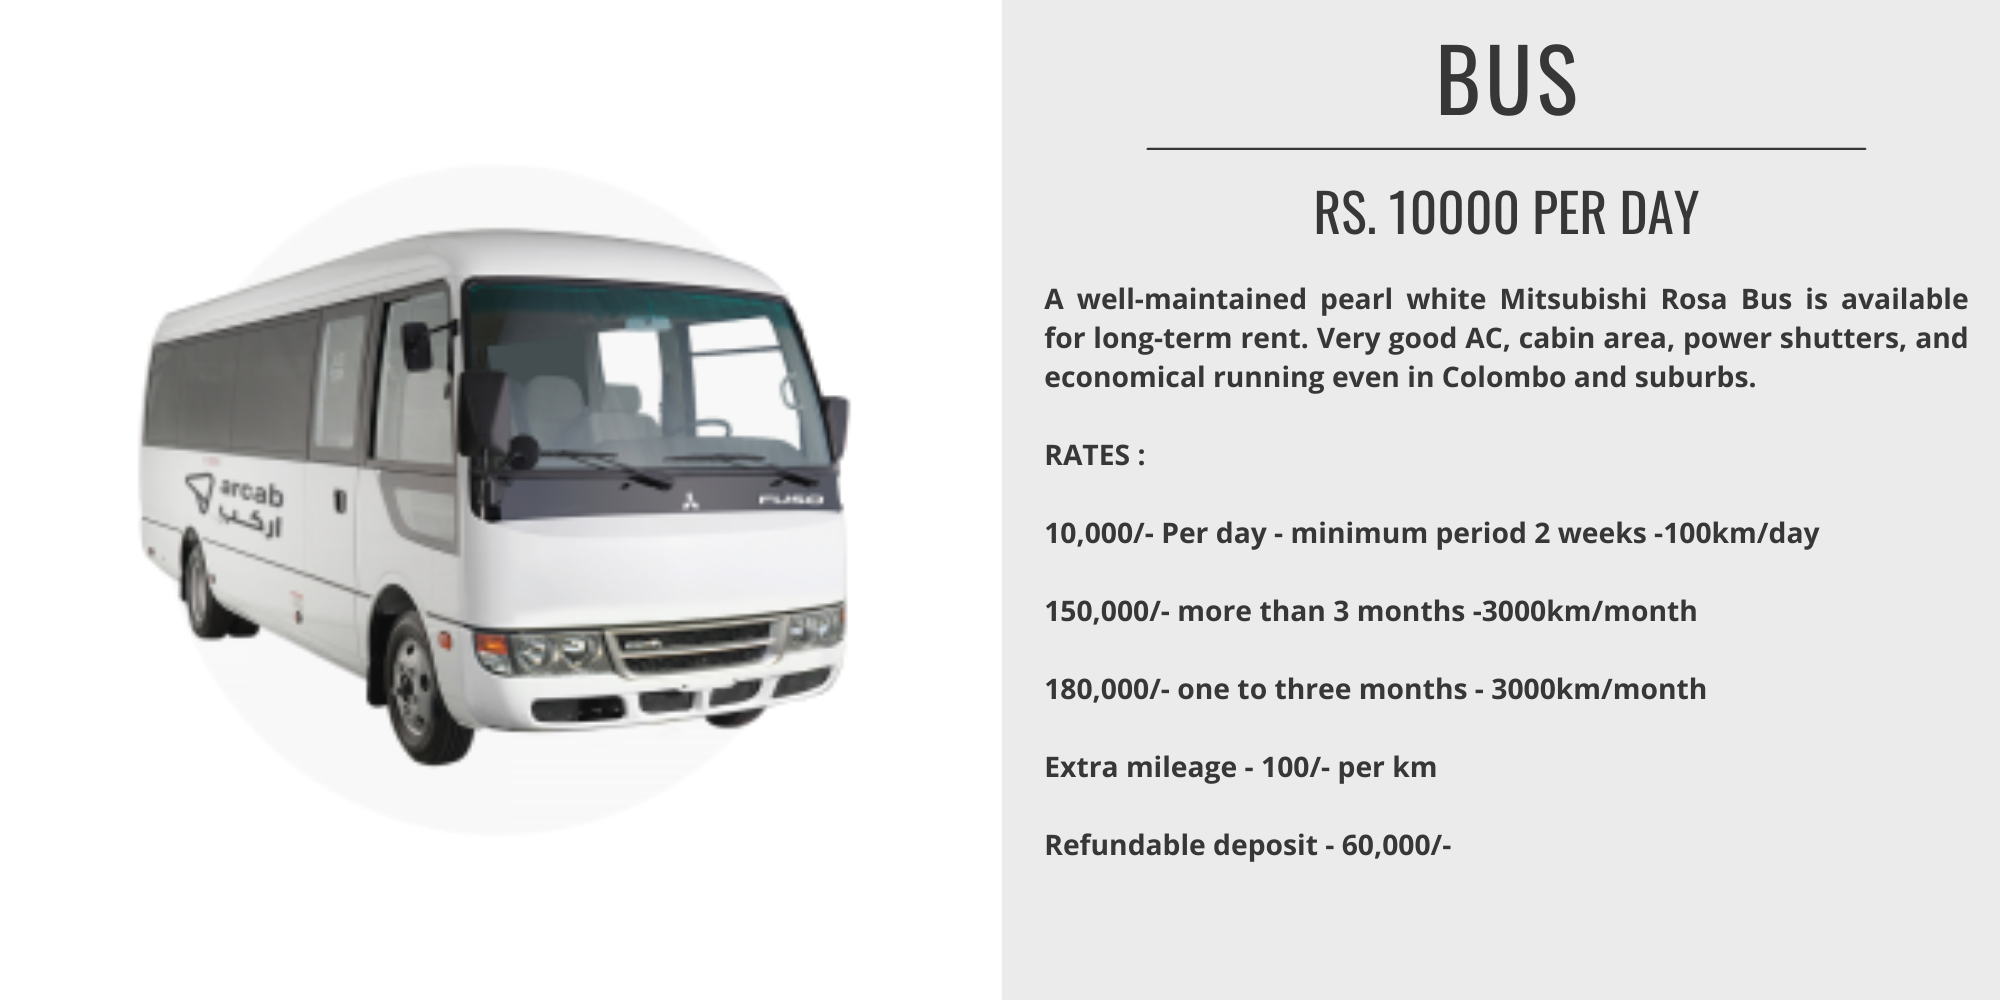 BUS
RS. 10000 PER DAY
A well-maintained pearl white Mitsubishi Rosa Bus is available
for long-term rent. Very good AC, cabin area, power shutters, and
economical running even in Colombo and suburbs.
RATES :
10,000/- Per day - minimum period 2 weeks -100km/day
150,000/- more than 3 months -3000km/month
180,000/- one to three months - 3000km/month
Extra mileage - 100/- per km
Refundable deposit - 60,000/-
arcab
اركب
FUSO